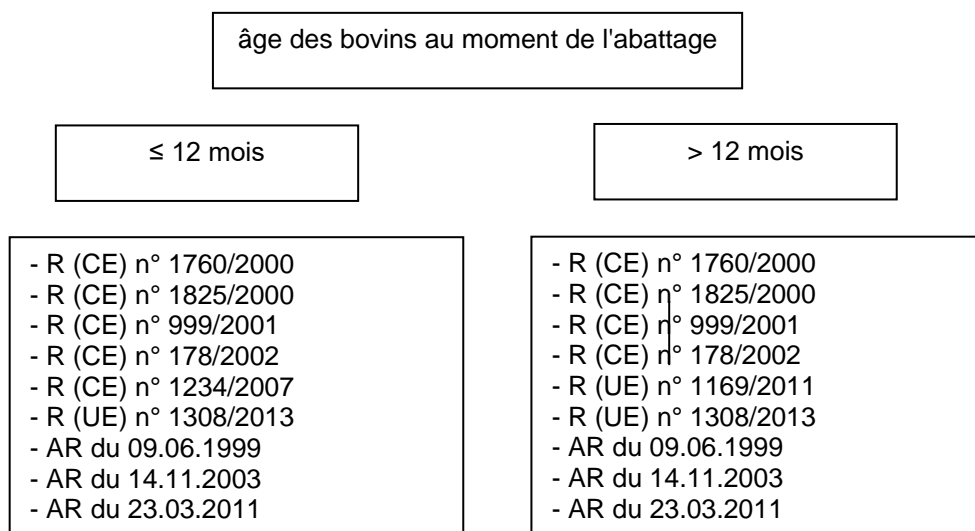 âge des bovins au moment de l'abattage
≤ 12 mois
> 12 mois
- R (CE) n° 1760/2000
- R (CE) n° 1825/2000
- R (CE) n° 999/2001
- R (CE) n° 178/2002
- R (CE) n° 1234/2007
- R (UE) n° 1308/2013
- AR du 09.06.1999
- AR du 14.11.2003
- AR du 23.03.2011
- R (CE) n° 1760/2000
- R (CE) n° 1825/2000
- R (CE) n° 999/2001
- R (CE) n° 178/2002
- R (UE) n° 1169/2011
- R (UE) n° 1308/2013
- AR du 09.06.1999
- AR du 14.11.2003
- AR du 23.03.2011